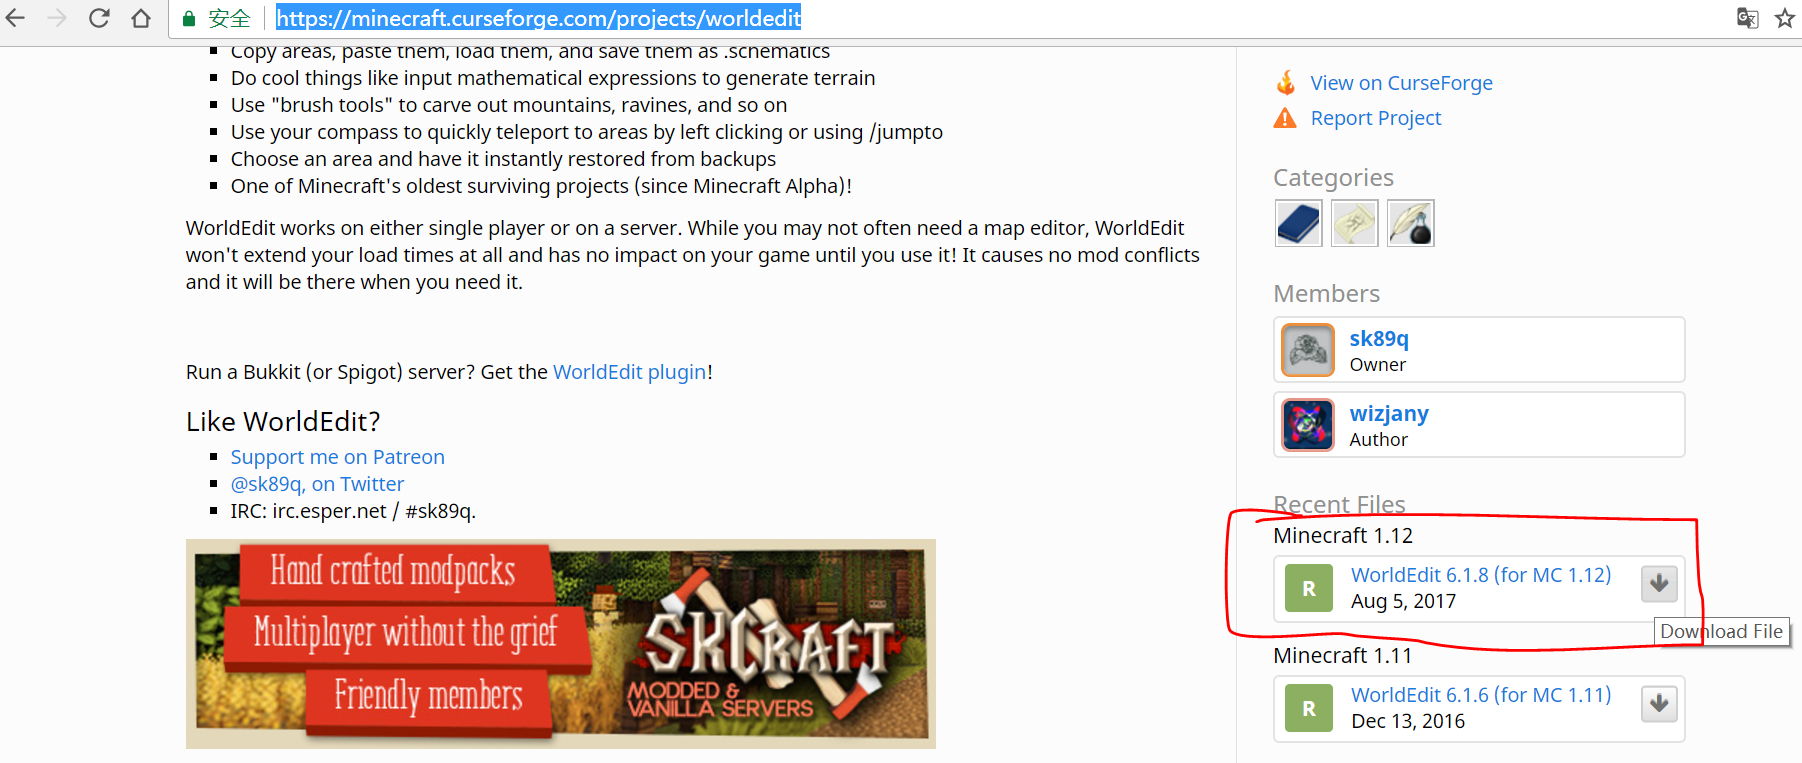 安全
https://minecraft.curseforge.com/projects/worldedit
Copy areas, paste them, load them, and save them as .schematics
Do cool things like input mathematical expressions to generate terrain
Use "brush tools" to carve out mountains, ravines, and so on
Use your compass to quickly teleport to areas by left clicking or using /jumpto
Choose an area and have it instantly restored from backups
One of Minecraft's oldest surviving projects (since Minecraft Alpha)!
WorldEdit works on either single player or on a server. While you may not often need a map editor, WorldEdit
won't extend your load times at all and has no impact on your game until you use it! It causes no mod conflicts
and it will be there when you need it.
Run a Bukkit (or Spigot) server? Get the WorldEdit plugin!
Like WorldEdit?
Support me on Patreon
@sk89q, on Twitter
IRC: irc.esper.net / #sk89q.
Hand crafted modpacks
Multiplayer without the grief
Friendly members
SKCRAFT
MODDED &
VANILLA SERVERS
View on CurseForge
Report Project
Categories
Members
sk89q
Owner
wizjany
Author
Recent Files
Minecraft 1.12
R
WorldEdit 6.1.8 (for MC 1.12)
Aug 5, 2017
Download File
Minecraft 1.11
R
WorldEdit 6.1.6 (for MC 1.11)
Dec 13, 2016